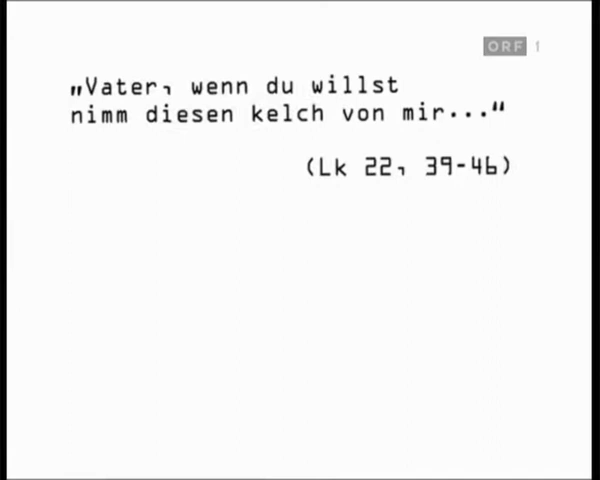 ORF 1
„Vater, wenn du willst
nimm diesen kelch von mir..."
(Lk 22, 39-46)